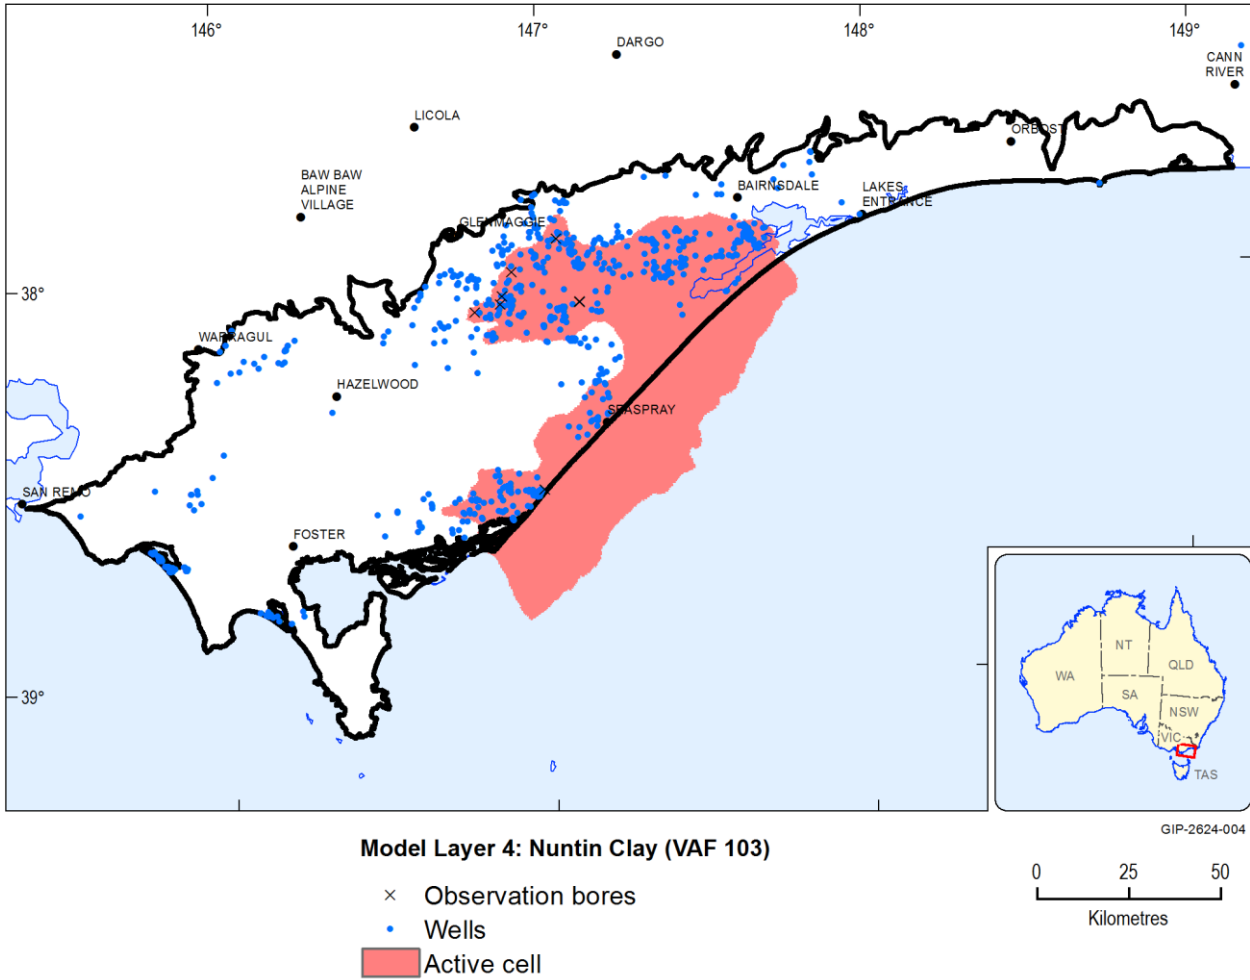 146°
147°
148°
149°
DARGO
CANN
RIVER
LICOLA
ORBOST
BAW BAW
ALPINE
VILLAGE
BAIRNSDALE
LAKES
ENTRANCE
GLENMAGGIE
38°
WARRAGUL
HAZELWOOD
SEASPRAY
SAN REMO
FOSTER
39°
NT
WA
QLD
SA
NSW
VIC
TAS
GIP-2624-004
Model Layer 4: Nuntin Clay (VAF 103)
Observation bores
Wells
Active cell
0 25 50
Kilometres